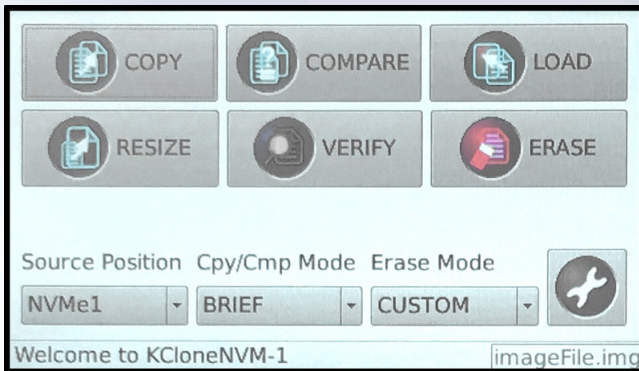 COPY COMPARE LOAD
RESIZE VERIFY ERASE
Source Position Cpy/Cmp Mode Erase Mode
NVMe1 BRIEF CUSTOM
Welcome to KCloneNVM-1 imageFile.img